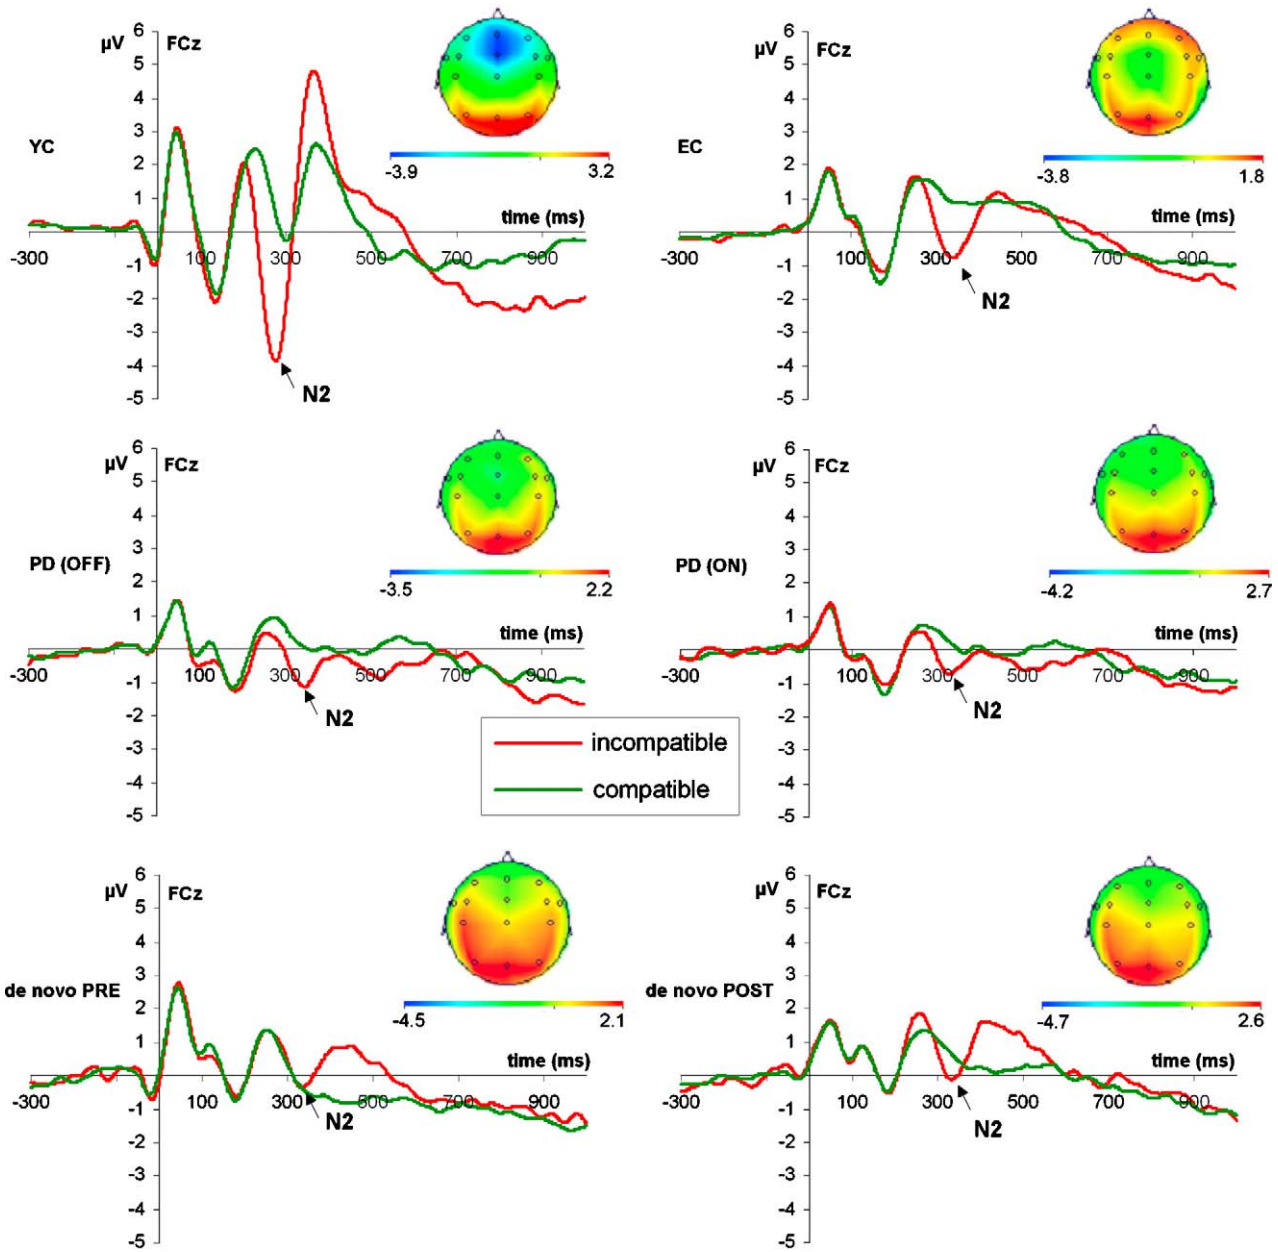 YC
µV FCz
6
5
4
3
2
1
-1
-2
-3
-4
-5
-300 100 300 500 700 900
time (ms)
N2
-3.9 3.2
EC
µV FCz
6
5
4
3
2
1
-1
-2
-3
-4
-5
-300 100 300 500 700 900
time (ms)
N2
-3.8 1.8
PD (OFF)
µV FCz
6
5
4
3
2
1
-1
-2
-3
-4
-5
-300 100 300 500 700 900
time (ms)
N2
-3.5 2.2
PD (ON)
µV FCz
6
5
4
3
2
1
-1
-2
-3
-4
-5
-300 100 300 500 700 900
time (ms)
N2
-4.2 2.7
incompatible
compatible
de novo PRE
µV FCz
6
5
4
3
2
1
-1
-2
-3
-4
-5
-300 100 300 500 700 900
time (ms)
N2
-4.5 2.1
de novo POST
µV FCz
6
5
4
3
2
1
-1
-2
-3
-4
-5
-300 100 300 500 700 900
time (ms)
N2
-4.7 2.6